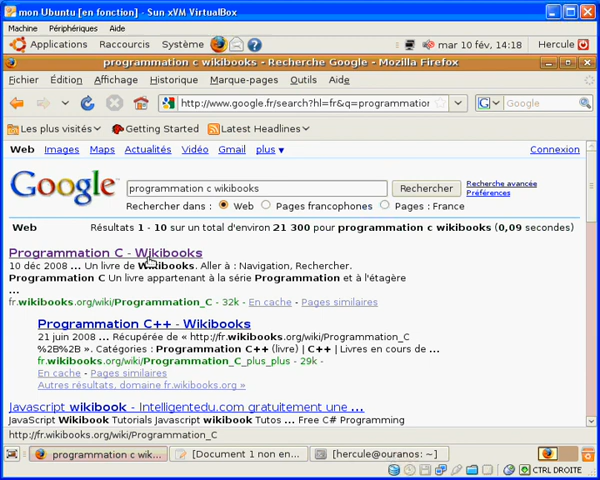 mon Ubuntu [en fonction] - Sun xVM VirtualBox
Machine Périphériques Aide
Applications Raccourcis Système mar 10 fév, 14:18 Hercule
programmation c wikibooks - Recherche Google - Mozilla Firefox
Fichier Édition Affichage Historique Marque-pages Outils Aide
http://www.google.fr/search?hl=fr&q=programmation Google
Les plus visités Getting Started Latest Headlines
Web Images Maps Actualités Vidéo Gmail plus ▼ Connexion
Google programmation c wikibooks Rechercher Recherche avancée
Préférences
Rechercher dans : Web Pages francophones Pages : France
Web Résultats 1 - 10 sur un total d'environ 21 300 pour programmation c wikibooks (0,09 secondes)
Programmation C - Wikibooks
10 déc 2008 ... Un livre de Wikibooks. Aller à : Navigation, Rechercher.
Programmation C Un livre appartenant à la série Programmation et à l'étagère
...
fr.wikibooks.org/wiki/Programmation_C - 32k - En cache - Pages similaires
Programmation C++ - Wikibooks
21 juin 2008 ... Récupérée de « http://fr.wikibooks.org/wiki/Programmation_C
%2B%2B ». Catégories : Programmation C++ (livre) | C++ | Livres en cours de ...
fr.wikibooks.org/wiki/Programmation_C_plus_plus - 29k -
En cache - Pages similaires
Autres résultats, domaine fr.wikibooks.org »
Javascript wikibook - Intelligentedu.com gratuitement une ...
JavaScript Wikibook Tutorials Javascript wikibook Tutos ... Free C# Programming
http://fr.wikibooks.org/wiki/Programmation_C
programmation c wik... [Document 1 non en... [hercule@ouranos: ~]
CTRL DROITE